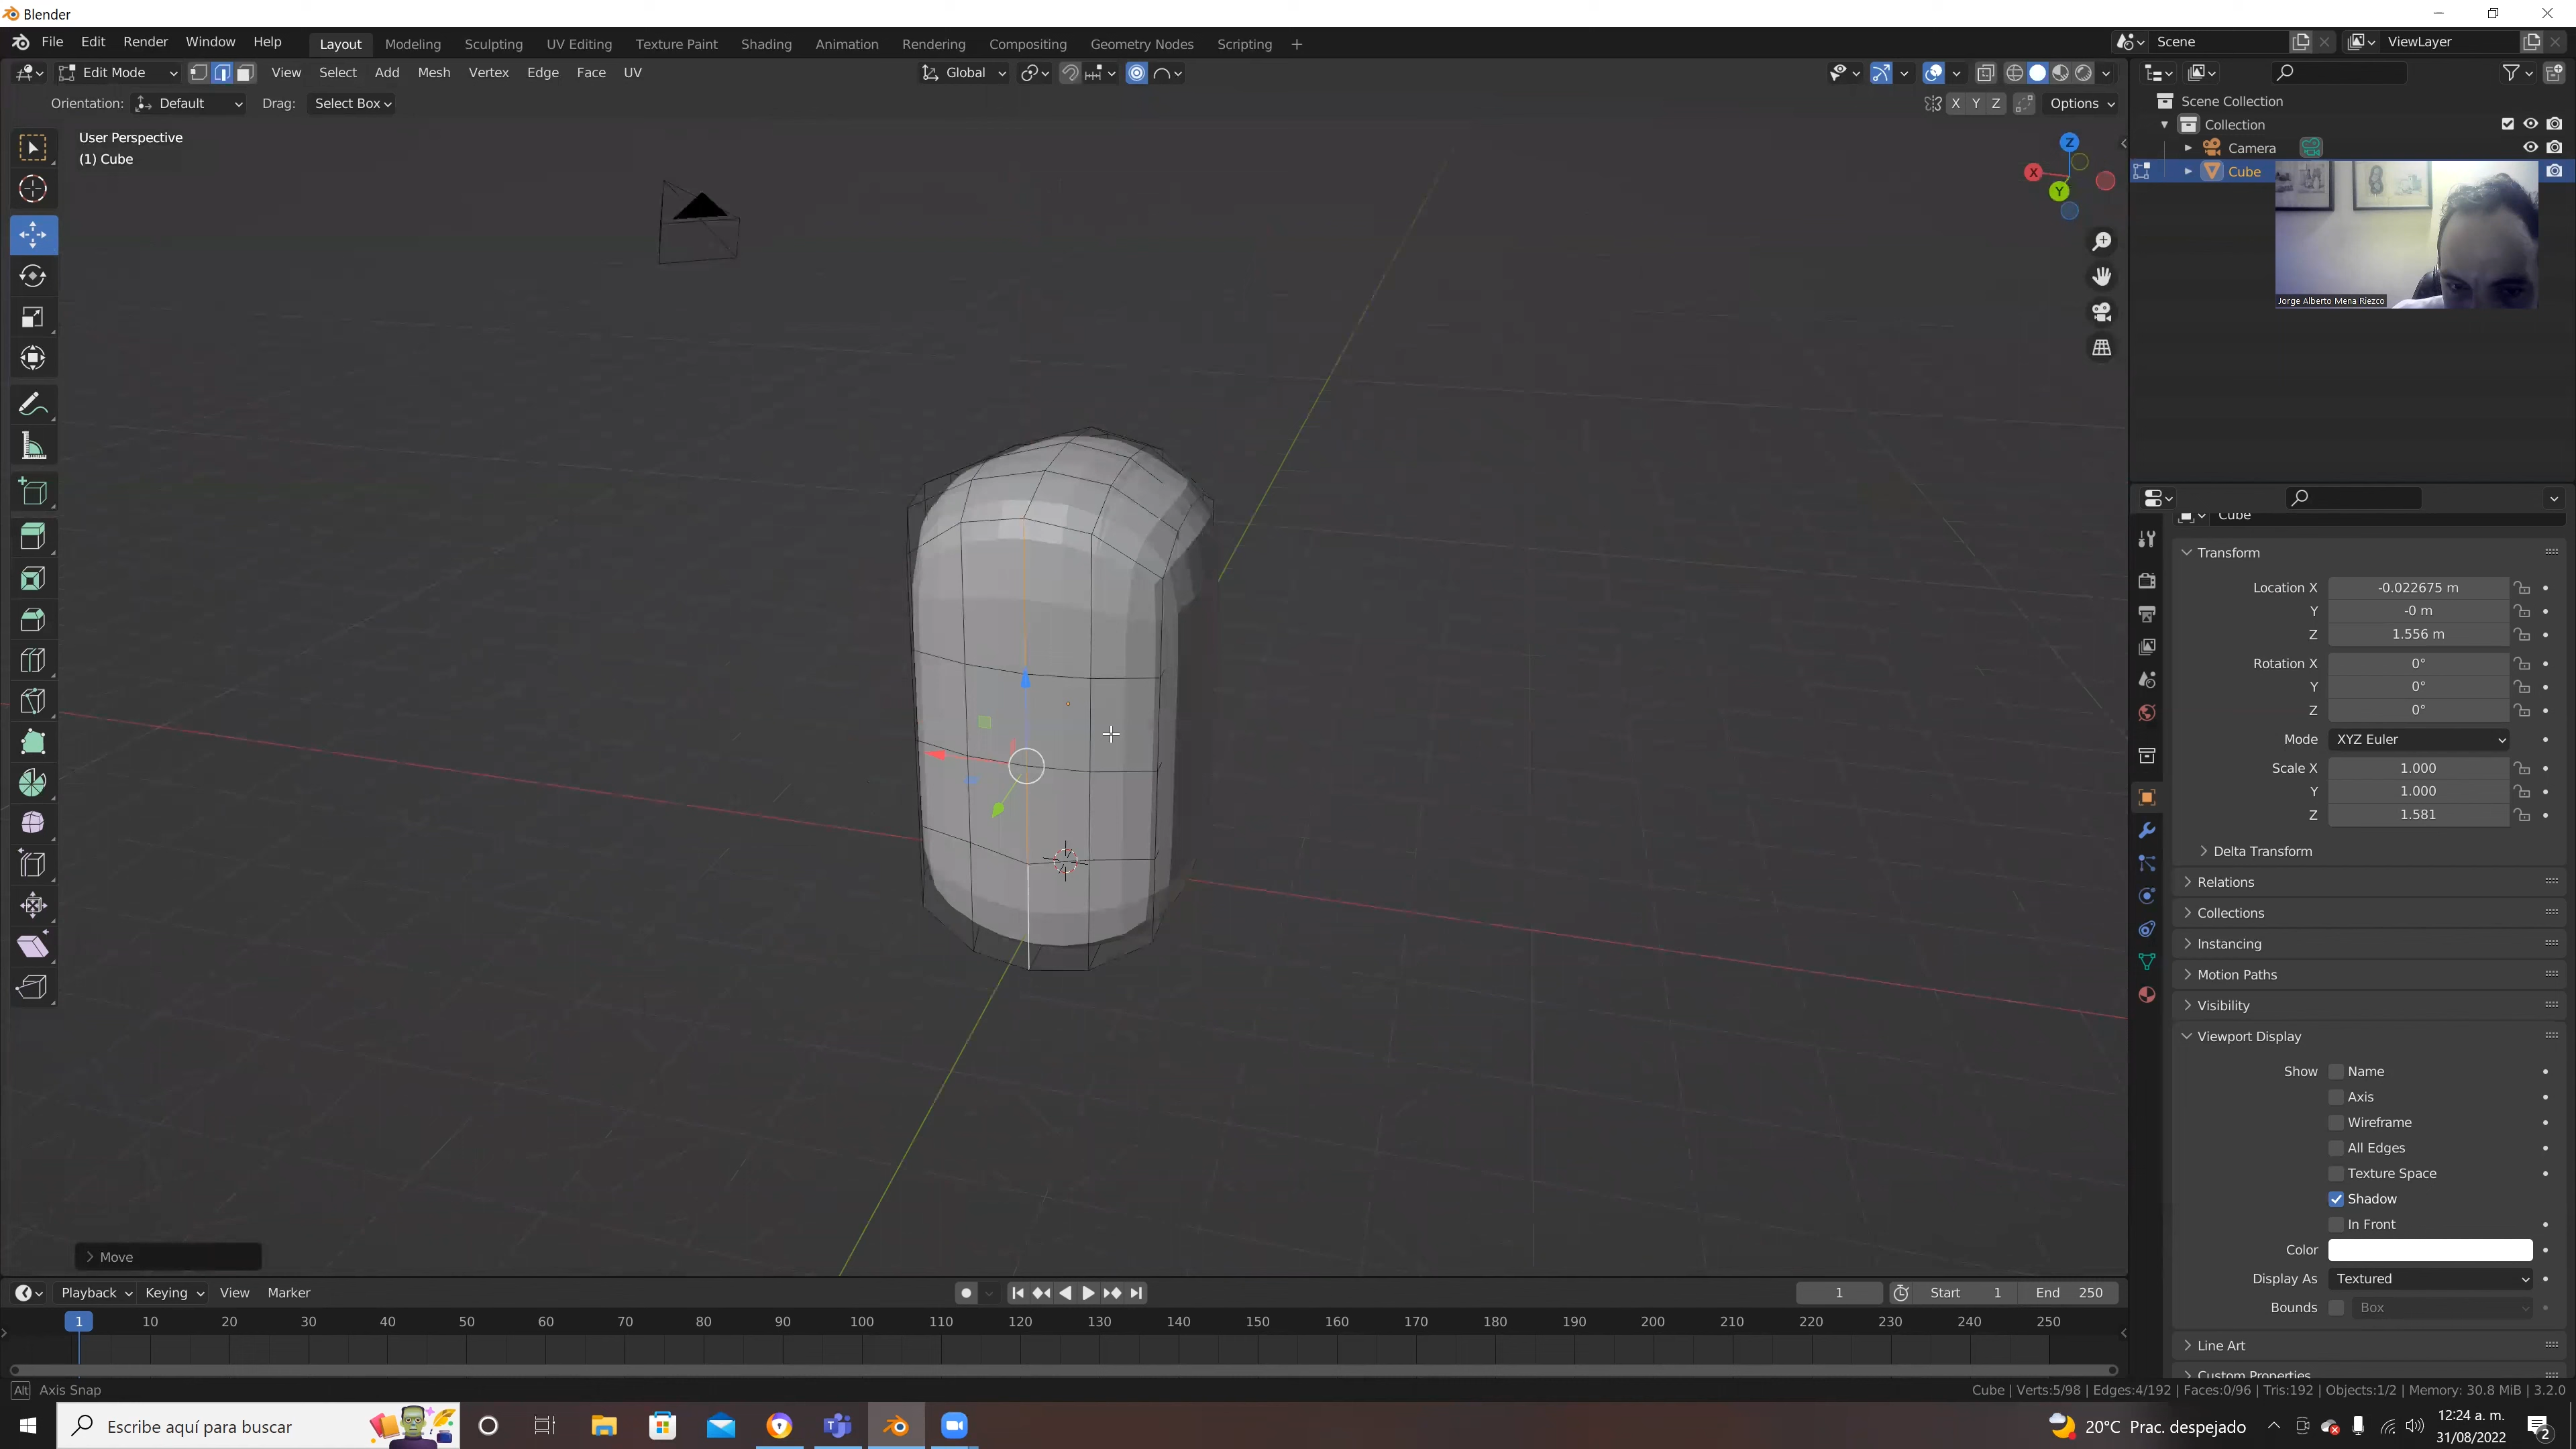 Blender
File Edit Render Window Help Layout Modeling Sculpting UV Editing Texture Paint Shading Animation Rendering Compositing Geometry Nodes Scripting + Scene ViewLayer
Edit Mode View Select Add Mesh Vertex Edge Face UV Global
Orientation: Default Drag: Select Box X Y Z Options
User Perspective
(1) Cube
Z
X
Y
Scene Collection
Collection
Camera
Cube
Jorge Alberto Mena Riezco
Cube
Transform
Location X -0.022675 m
Y -0 m
Z 1.556 m
Rotation X 0°
Y 0°
Z 0°
Mode XYZ Euler
Scale X 1.000
Y 1.000
Z 1.581
Delta Transform
Relations
Collections
Instancing
Motion Paths
Visibility
Viewport Display
Show Name
Axis
Wireframe
All Edges
Texture Space
Shadow
In Front
Color
Display As Textured
Bounds Box
Line Art
Custom Properties
Move
Playback Keying View Marker 1 Start 1 End 250
1 10 20 30 40 50 60 70 80 90 100 110 120 130 140 150 160 170 180 190 200 210 220 230 240 250
Alt Axis Snap
Cube | Verts:5/98 | Edges:4/192 | Faces:0/96 | Tris:192 | Objects:1/2 | Memory: 30.8 MiB | 3.2.0
Escribe aquí para buscar
20°C Prac. despejado
12:24 a. m.
31/08/2022
2